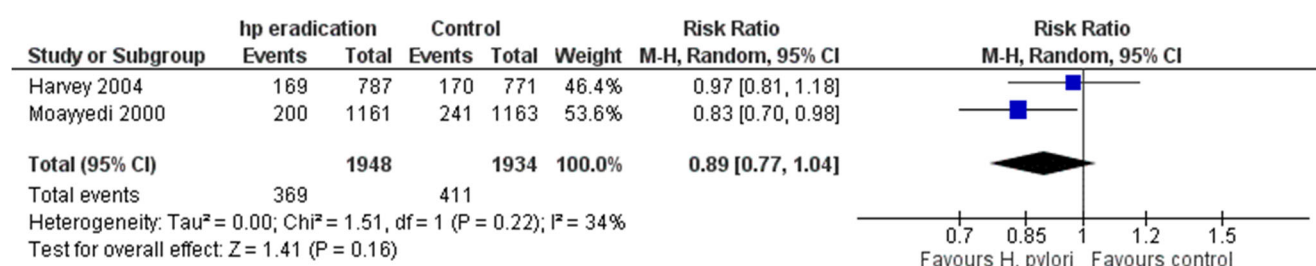 hp eradication Control Risk Ratio Risk Ratio
Study or Subgroup Events Total Events Total Weight M-H, Random, 95% CI M-H, Random, 95% CI
Harvey 2004 169 787 170 771 46.4% 0.97 [0.81, 1.18]
Moayyedi 2000 200 1161 241 1163 53.6% 0.83 [0.70, 0.98]
Total (95% CI) 1948 1934 100.0% 0.89 [0.77, 1.04]
Total events 369 411
Heterogeneity: Tau² = 0.00; Chi² = 1.51, df = 1 (P = 0.22); I² = 34%
Test for overall effect: Z = 1.41 (P = 0.16)
0.7 0.85 1 1.2 1.5
Favours H. pylori Favours control